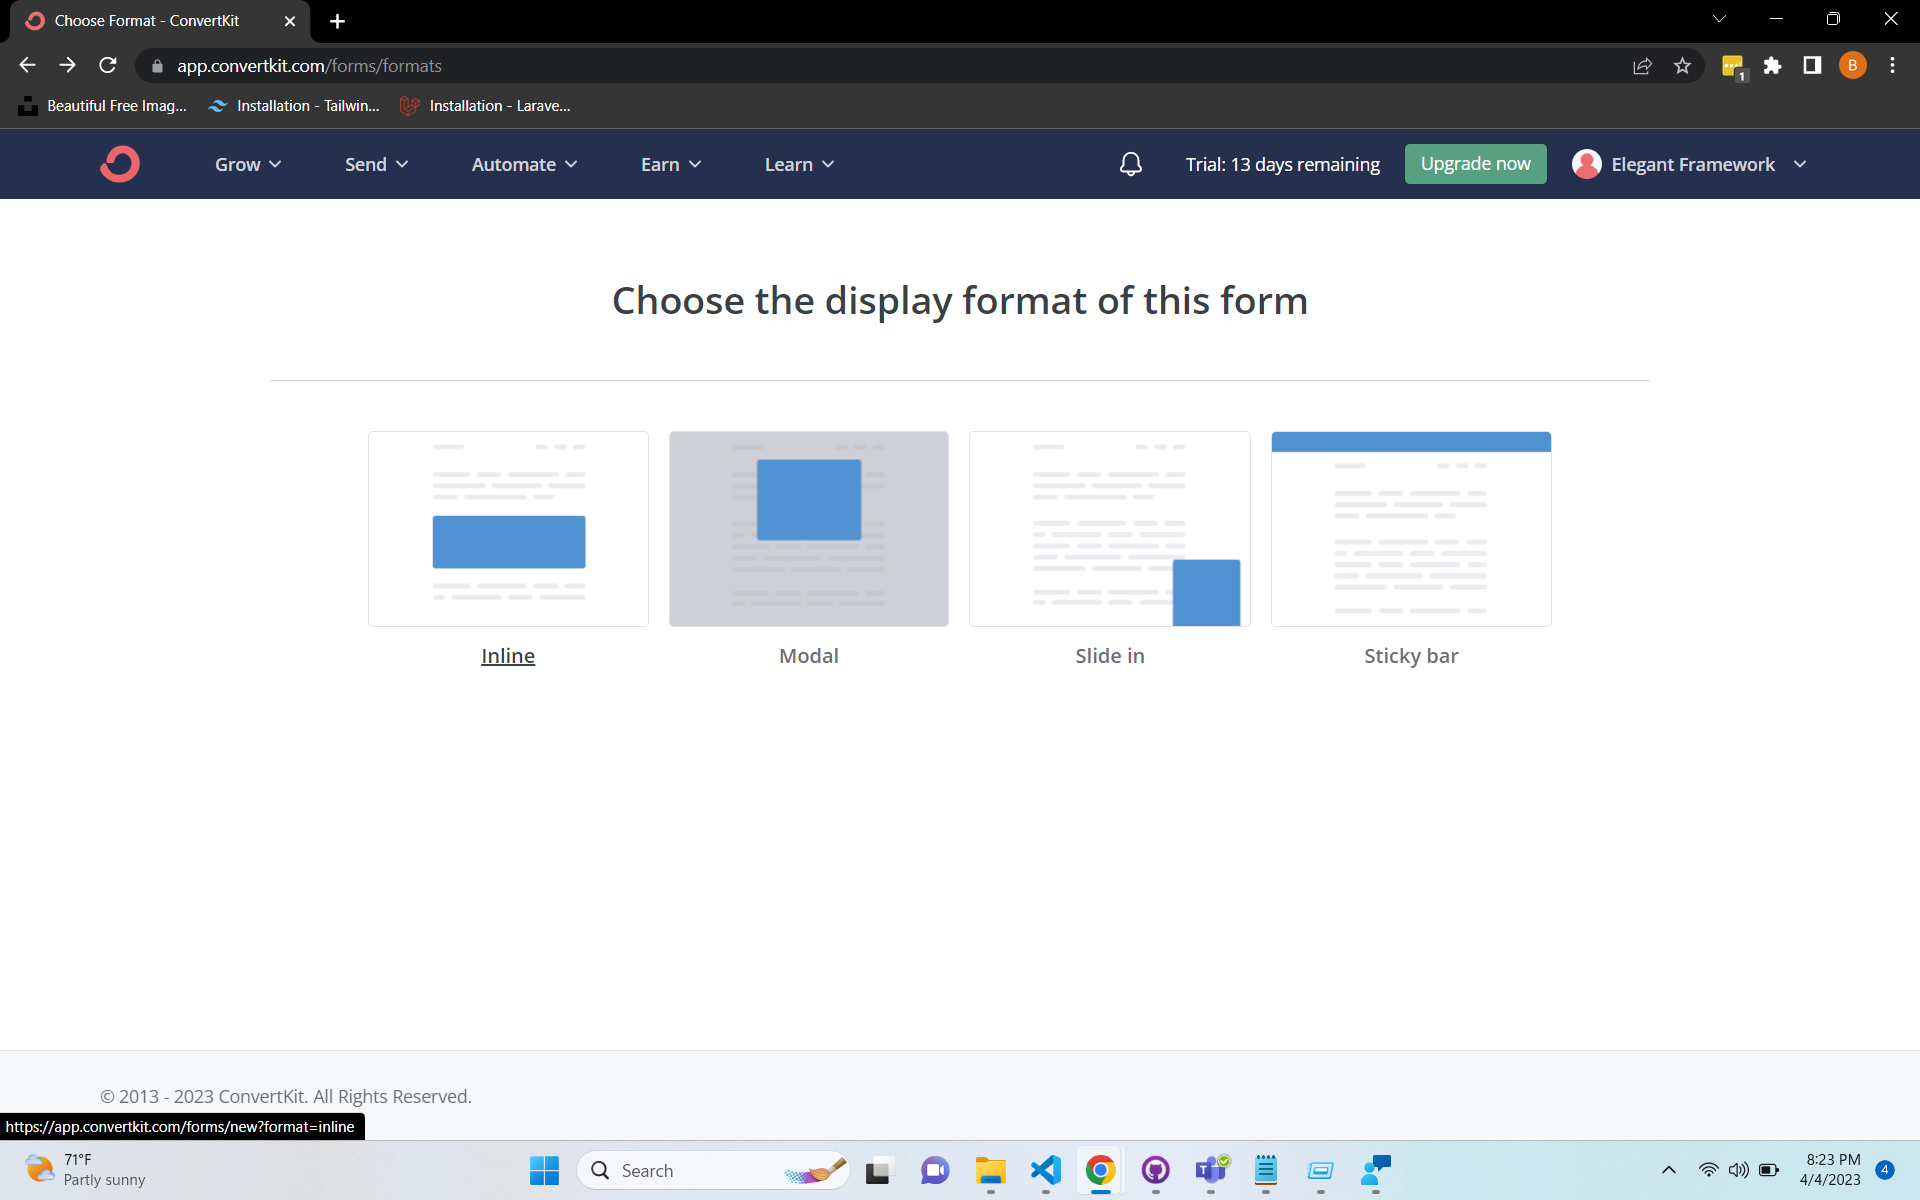 Choose Format - ConvertKit
app.convertkit.com/forms/formats
1
B
Beautiful Free Imag...
Installation - Tailwin...
Installation - Larave...
Grow
Send
Automate
Earn
Learn
Trial: 13 days remaining
Upgrade now
Elegant Framework
Choose the display format of this form
Inline
Modal
Slide in
Sticky bar
© 2013 - 2023 ConvertKit. All Rights Reserved.
https://app.convertkit.com/forms/new?format=inline
71°F
Partly sunny
Search
T
8:23 PM
4/4/2023
4